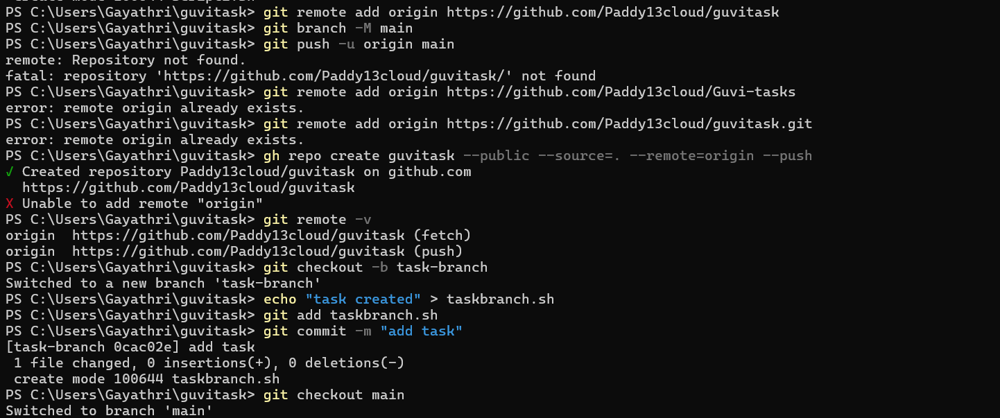 PS C:\Users\Gayathri\guvitask> git remote add origin https://github.com/Paddy13cloud/guvitask
PS C:\Users\Gayathri\guvitask> git branch -M main
PS C:\Users\Gayathri\guvitask> git push -u origin main
remote: Repository not found.
fatal: repository 'https://github.com/Paddy13cloud/guvitask/' not found
PS C:\Users\Gayathri\guvitask> git remote add origin https://github.com/Paddy13cloud/Guvi-tasks
error: remote origin already exists.
PS C:\Users\Gayathri\guvitask> git remote add origin https://github.com/Paddy13cloud/guvitask.git
error: remote origin already exists.
PS C:\Users\Gayathri\guvitask> gh repo create guvitask --public --source=. --remote=origin --push
✓ Created repository Paddy13cloud/guvitask on github.com
  https://github.com/Paddy13cloud/guvitask
X Unable to add remote "origin"
PS C:\Users\Gayathri\guvitask> git remote -v
origin  https://github.com/Paddy13cloud/guvitask (fetch)
origin  https://github.com/Paddy13cloud/guvitask (push)
PS C:\Users\Gayathri\guvitask> git checkout -b task-branch
Switched to a new branch 'task-branch'
PS C:\Users\Gayathri\guvitask> echo "task created" > taskbranch.sh
PS C:\Users\Gayathri\guvitask> git add taskbranch.sh
PS C:\Users\Gayathri\guvitask> git commit -m "add task"
[task-branch 0cac02e] add task
 1 file changed, 0 insertions(+), 0 deletions(-)
 create mode 100644 taskbranch.sh
PS C:\Users\Gayathri\guvitask> git checkout main
Switched to branch 'main'